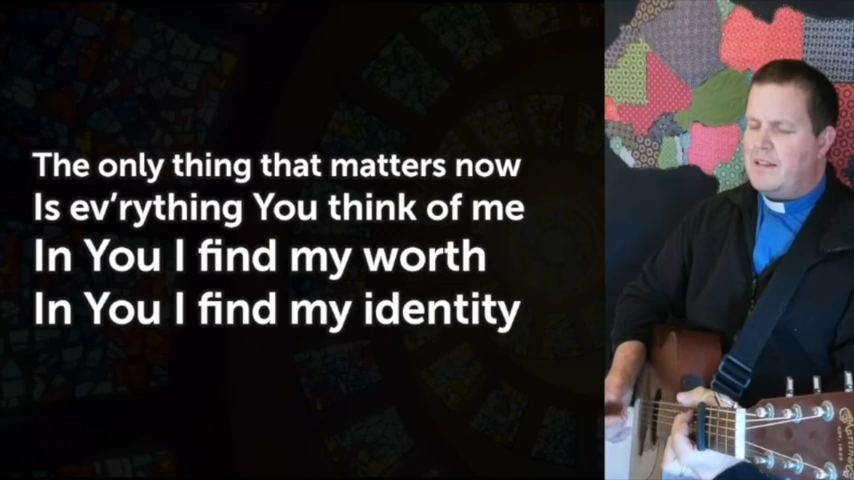 The only thing that matters now
Is ev’rything You think of me
In You I find my worth
In You I find my identity